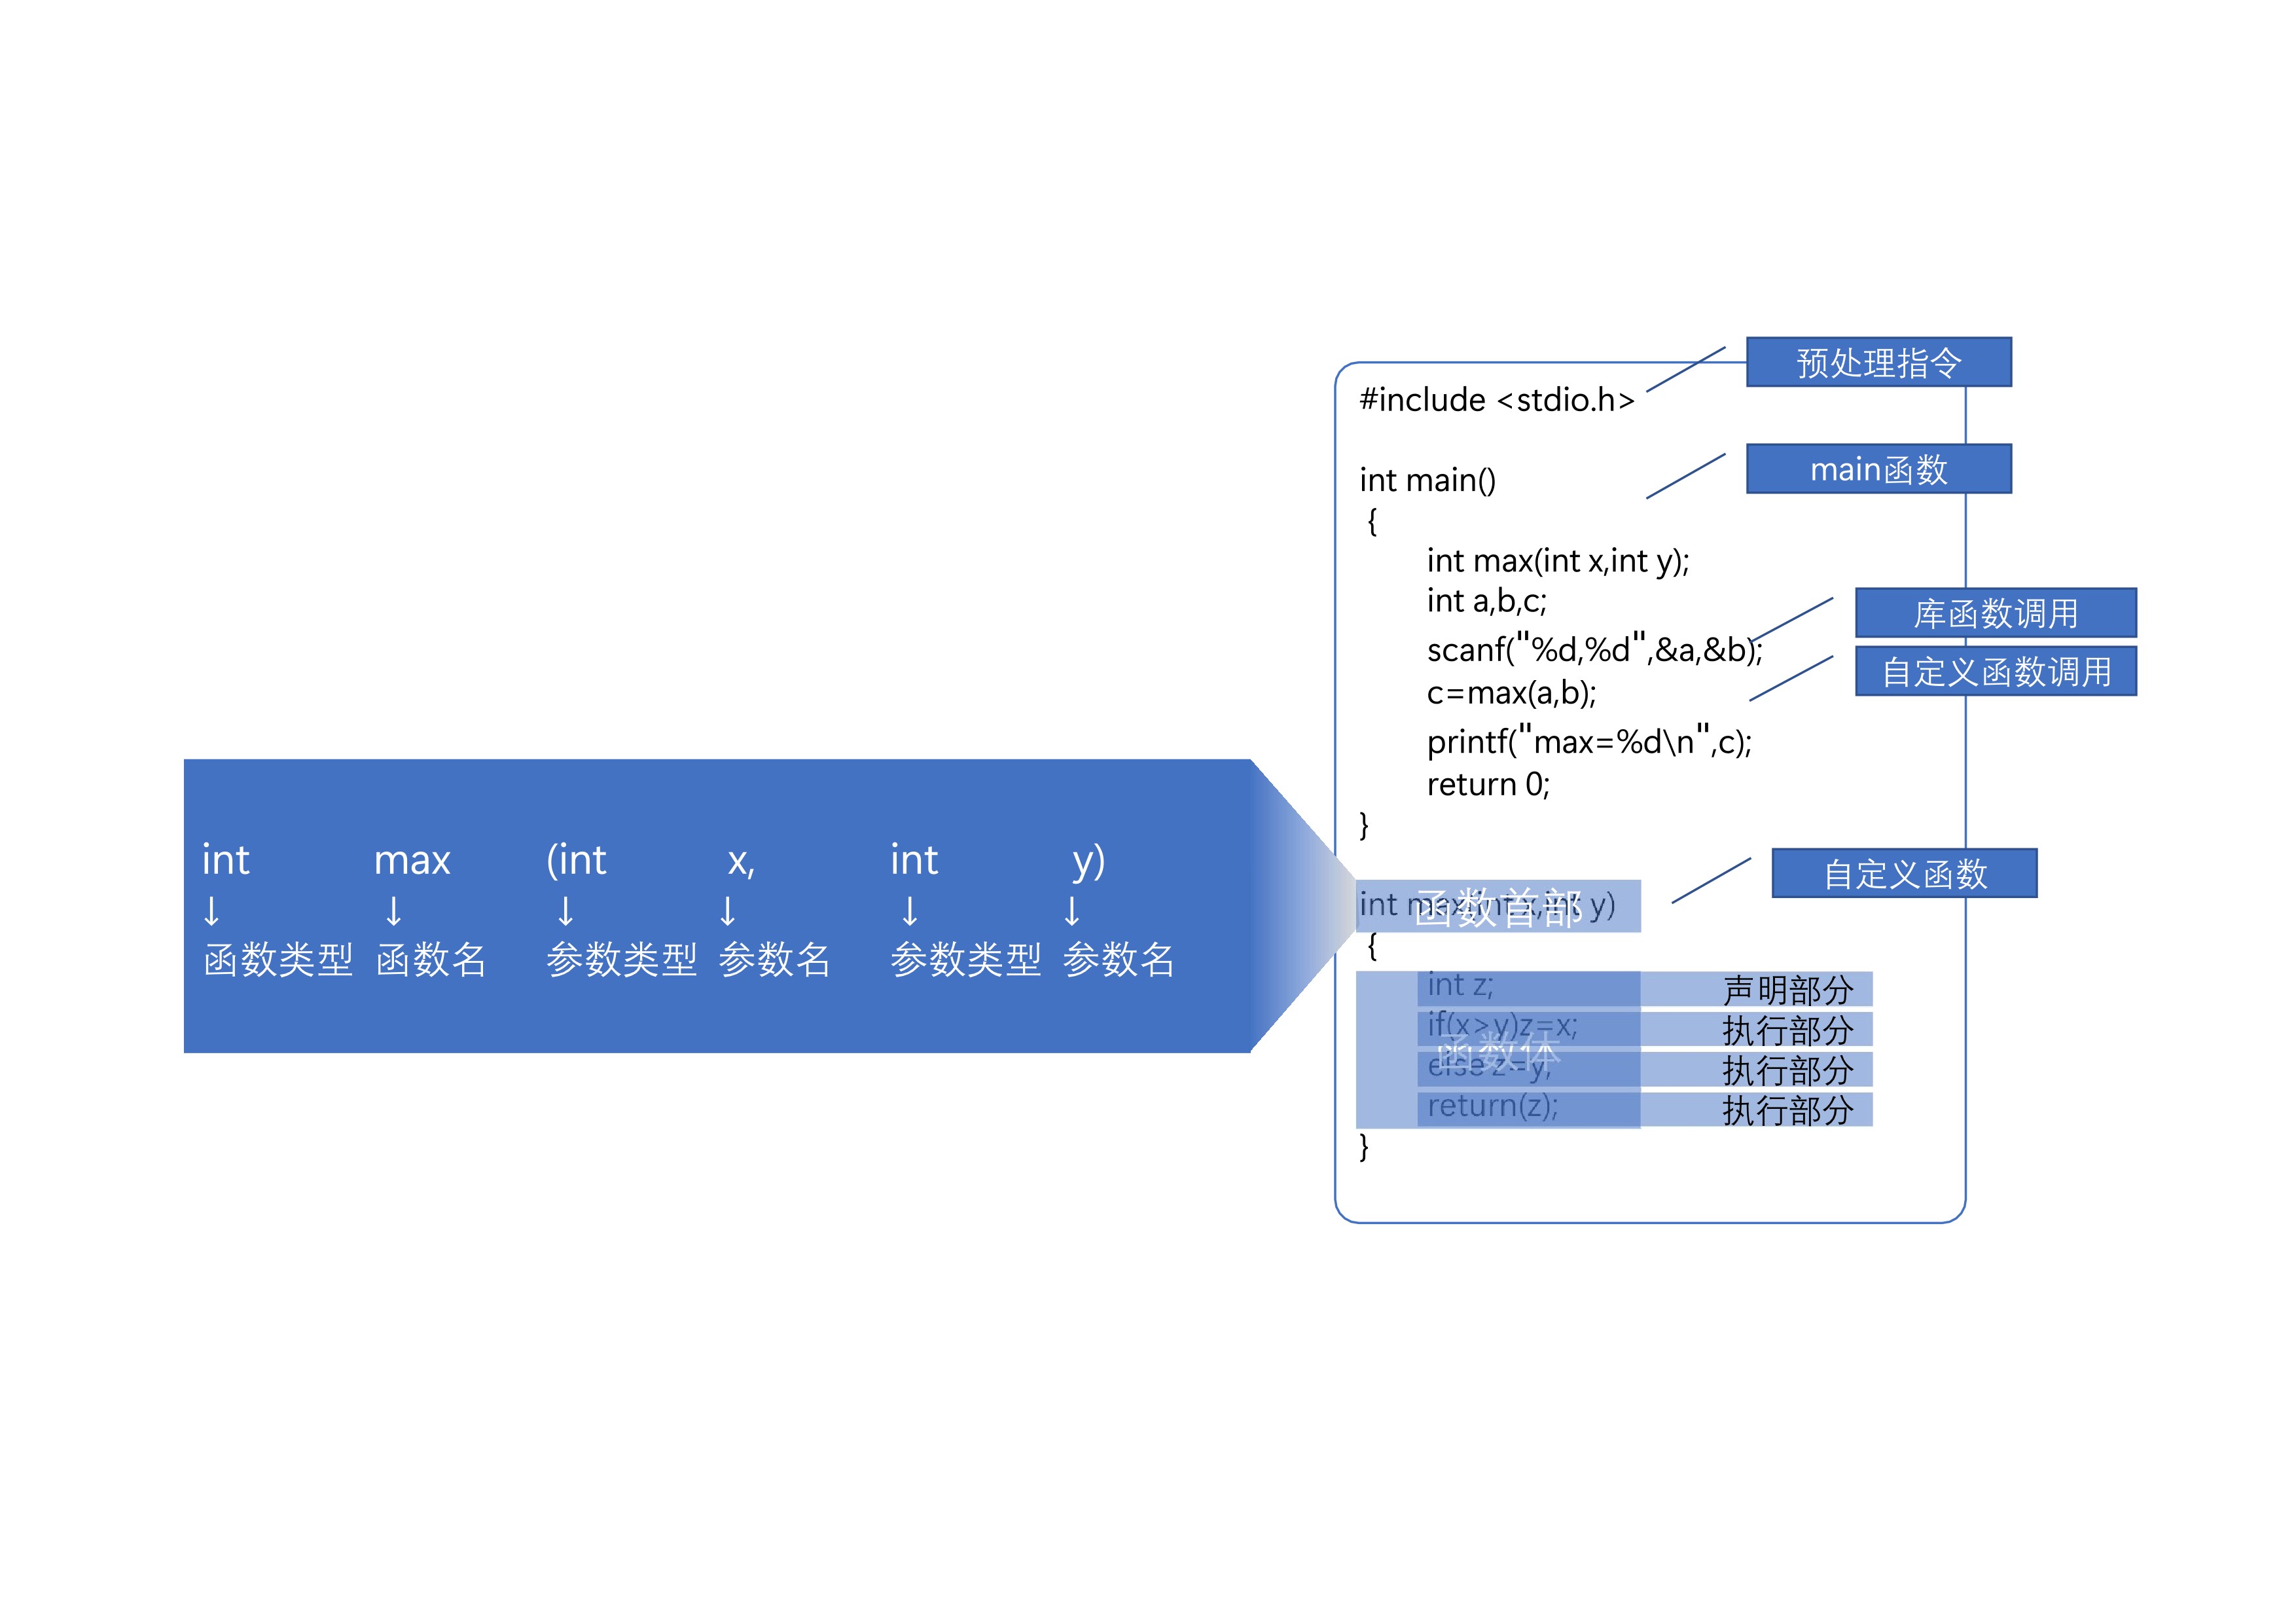 预处理指令
#include <stdio.h>
main函数
int main()
{
int max(int x,int y);
int a,b,c;
库函数调用
scanf("%d,%d",&a,&b);
自定义函数调用
c=max(a,b);
printf("max=%d\n",c);
return 0;
}
int max (int x, int y)
↓ ↓ ↓ ↓ ↓ ↓
函数类型 函数名 参数类型 参数名 参数类型 参数名
自定义函数
int max(int x,int y)
函数首部
{
int z; 声明部分
if(x>y)z=x; 执行部分
函数体
else z=y; 执行部分
return(z); 执行部分
}